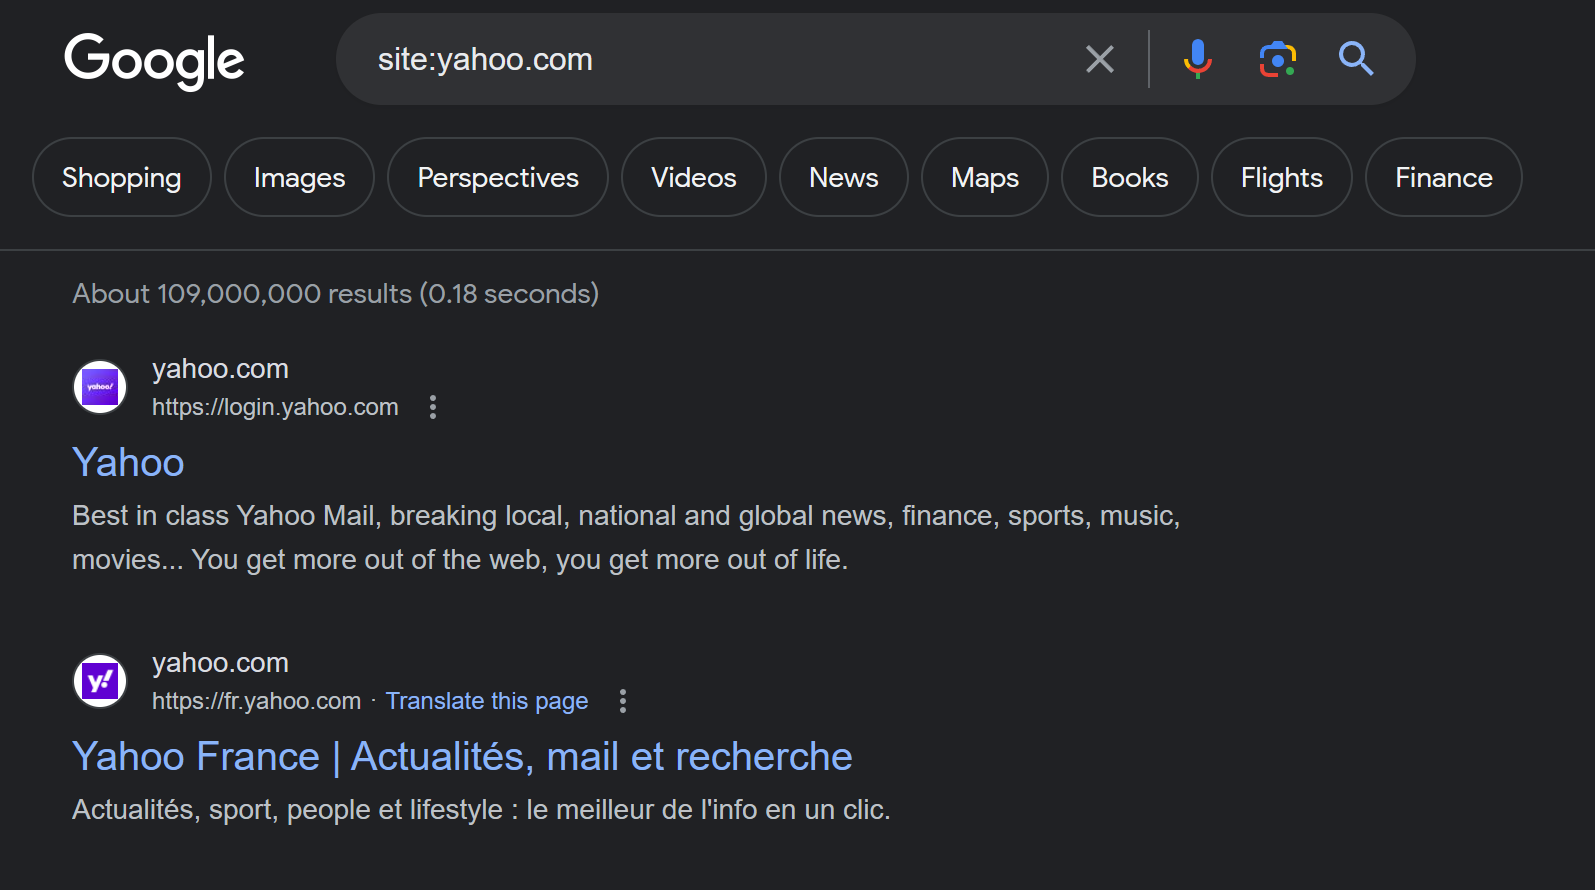 Google
site:yahoo.com
Shopping
Images
Perspectives
Videos
News
Maps
Books
Flights
Finance
About 109,000,000 results (0.18 seconds)
yahoo!
yahoo.com
https://login.yahoo.com
Yahoo
Best in class Yahoo Mail, breaking local, national and global news, finance, sports, music,
movies... You get more out of the web, you get more out of life.
y!
yahoo.com
https://fr.yahoo.com · Translate this page
Yahoo France | Actualités, mail et recherche
Actualités, sport, people et lifestyle : le meilleur de l'info en un clic.